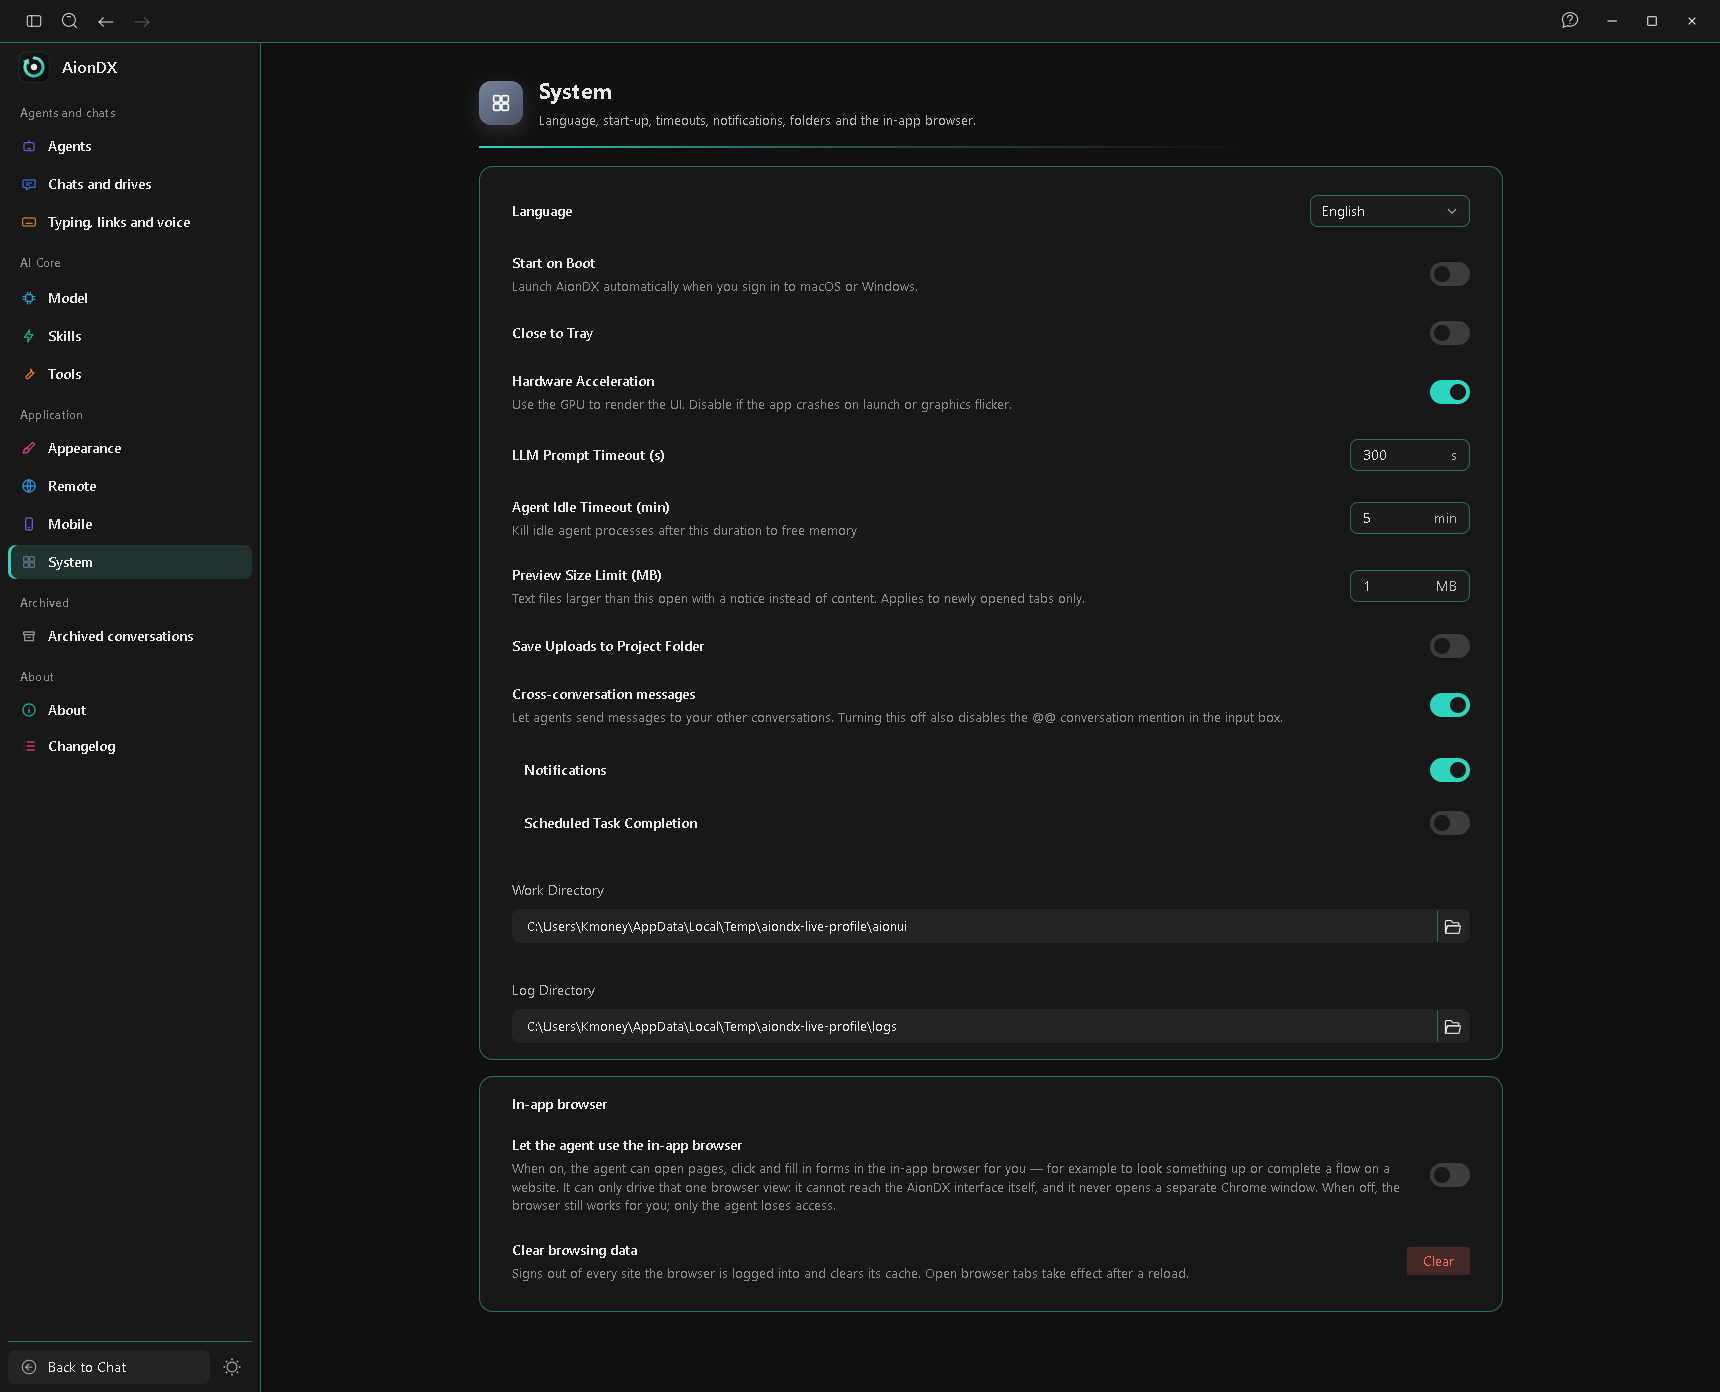 AionDX
Agents and chats
Agents
Chats and drives
Typing, links and voice
AI Core
Model
Skills
Tools
Application
Appearance
Remote
Mobile
System
Archived
Archived conversations
About
About
Changelog
Back to Chat
System
Language, start-up, timeouts, notifications, folders and the in-app browser.
Language
English
Start on Boot
Launch AionDX automatically when you sign in to macOS or Windows.
Close to Tray
Hardware Acceleration
Use the GPU to render the UI. Disable if the app crashes on launch or graphics flicker.
LLM Prompt Timeout (s)
300 s
Agent Idle Timeout (min)
Kill idle agent processes after this duration to free memory
5 min
Preview Size Limit (MB)
Text files larger than this open with a notice instead of content. Applies to newly opened tabs only.
1 MB
Save Uploads to Project Folder
Cross-conversation messages
Let agents send messages to your other conversations. Turning this off also disables the @@ conversation mention in the input box.
Notifications
Scheduled Task Completion
Work Directory
C:\Users\Kmoney\AppData\Local\Temp\aiondx-live-profile\aionui
Log Directory
C:\Users\Kmoney\AppData\Local\Temp\aiondx-live-profile\logs
In-app browser
Let the agent use the in-app browser
When on, the agent can open pages, click and fill in forms in the in-app browser for you — for example to look something up or complete a flow on a
website. It can only drive that one browser view: it cannot reach the AionDX interface itself, and it never opens a separate Chrome window. When off, the
browser still works for you; only the agent loses access.
Clear browsing data
Signs out of every site the browser is logged into and clears its cache. Open browser tabs take effect after a reload.
Clear